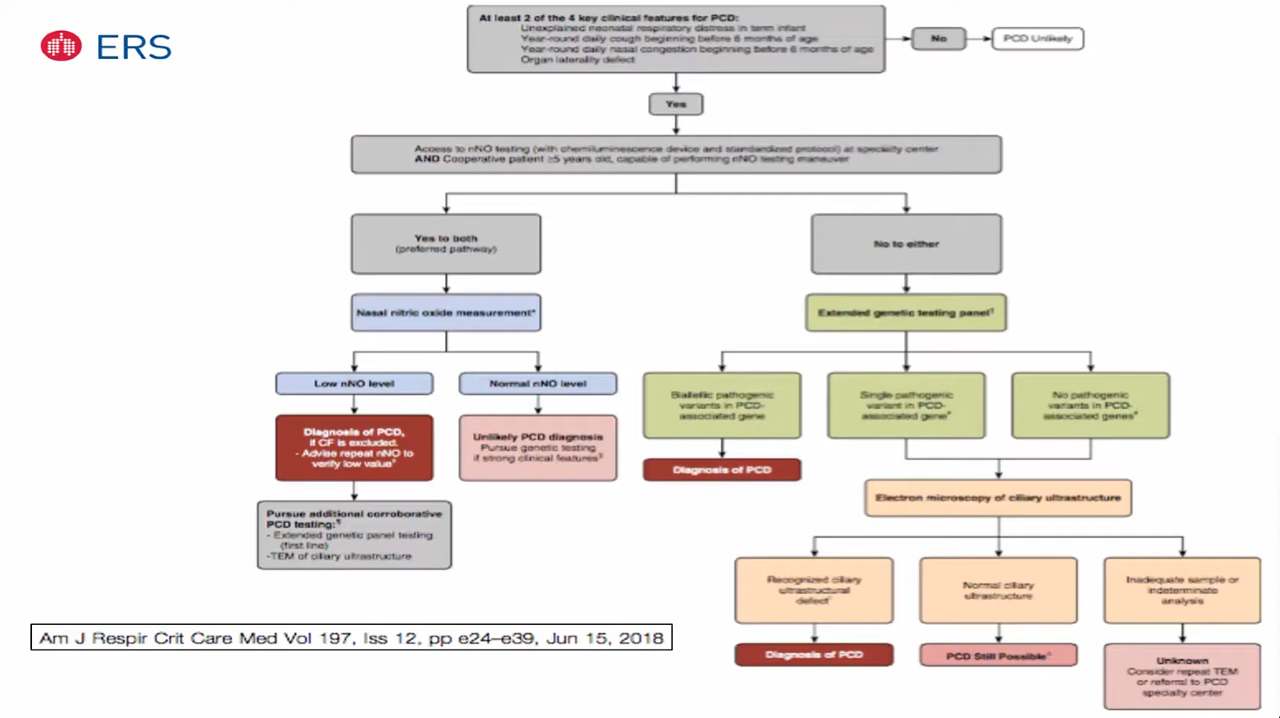 ERS
At least 2 of the 4 key clinical features for PCD:
Unexplained neonatal respiratory distress in term infant
Year-round daily cough beginning before 6 months of age
Year-round daily nasal congestion beginning before 6 months of age
Organ laterality defect
No
PCD Unlikely
Yes
Access to nNO testing (with chemiluminescence device and standardized protocol) at specialty center
AND Cooperative patient ≥5 years old, capable of performing nNO testing maneuver
Yes to both
(preferred pathway)
No to either
Nasal nitric oxide measurement*
Extended genetic testing panel†
Low nNO level
Normal nNO level
Diagnosis of PCD,
if CF is excluded.
- Advise repeat nNO to
verify low value
Unlikely PCD diagnosis
Pursue genetic testing
if strong clinical features
Biallelic pathogenic
variants in PCD-
associated gene
Single pathogenic
variant in PCD-
associated gene
No pathogenic
variants in PCD-
associated genes
Diagnosis of PCD
Pursue additional corroborative
PCD testing:¶
- Extended genetic panel testing
(first line)
-TEM of ciliary ultrastructure
Electron microscopy of ciliary ultrastructure
Recognized ciliary
ultrastructural
defect
Normal ciliary
ultrastructure
Inadequate sample or
indeterminate
analysis
Diagnosis of PCD
PCD Still Possible
Unknown
Consider repeat TEM
or referral to PCD
specialty center
Am J Respir Crit Care Med Vol 197, Iss 12, pp e24–e39, Jun 15, 2018